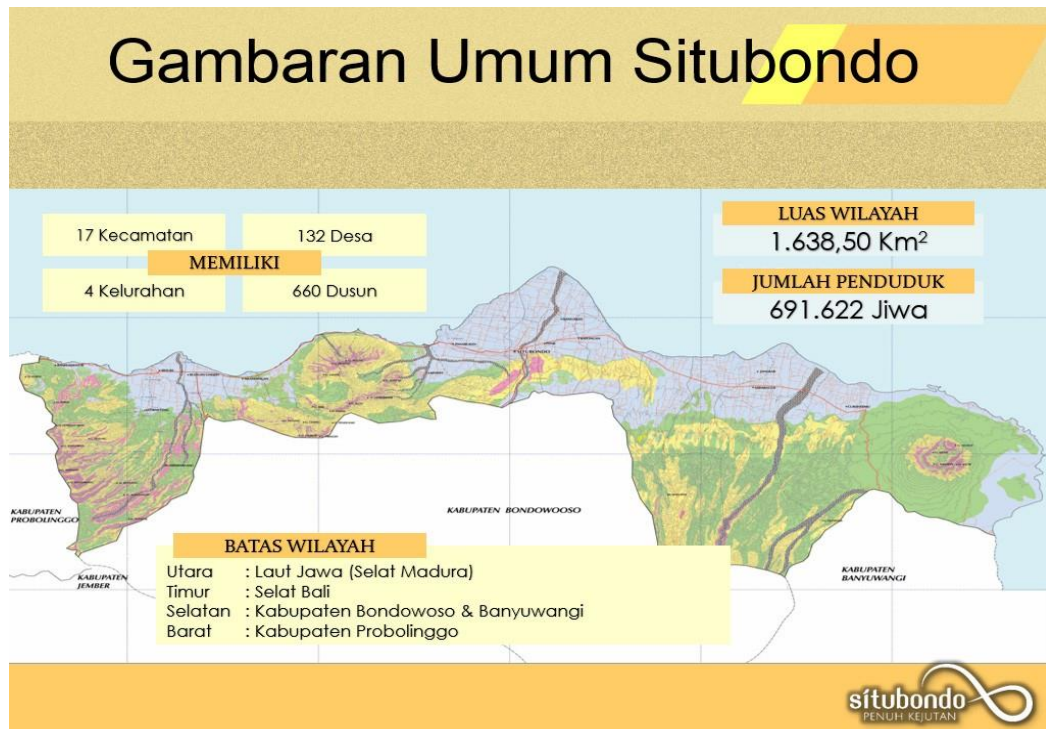 Gambaran Umum Situbondo
17 Kecamatan
132 Desa
MEMILIKI
4 Kelurahan
660 Dusun
LUAS WILAYAH
1.638,50 Km²
JUMLAH PENDUDUK
691.622 Jiwa
KABUPATEN
PROBOLINGGO
KABUPATEN BONDOWOOSO
KABUPATEN
JEMBER
KABUPATEN
BANYUWANGI
BATAS WILAYAH
Utara : Laut Jawa (Selat Madura)
Timur : Selat Bali
Selatan : Kabupaten Bondowoso & Banyuwangi
Barat : Kabupaten Probolinggo
situbondo
PENUH KEJUTAN